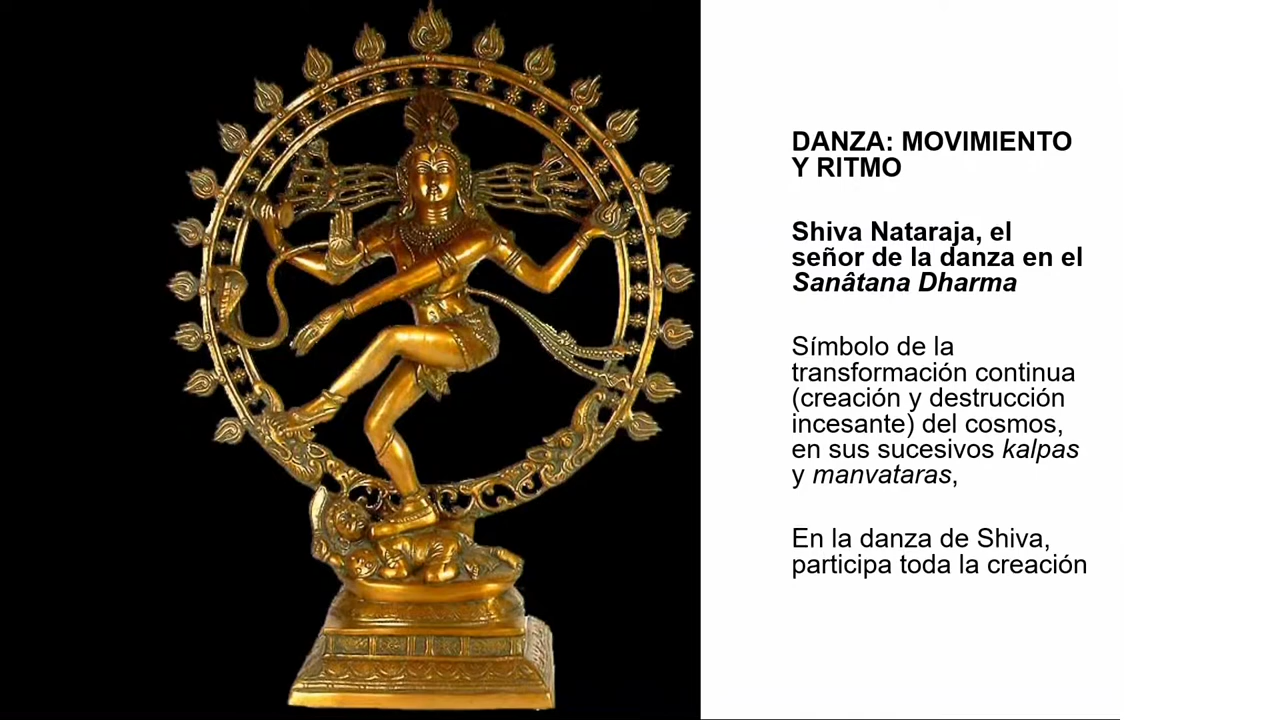 DANZA: MOVIMIENTO
Y RITMO
Shiva Nataraja, el
señor de la danza en el
Sanâtana Dharma
Símbolo de la
transformación continua
(creación y destrucción
incesante) del cosmos,
en sus sucesivos kalpas
y manvataras,
En la danza de Shiva,
participa toda la creación